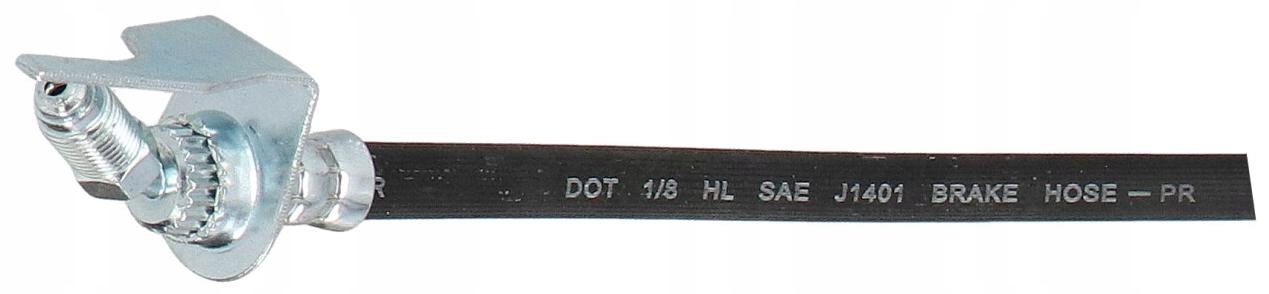 R DOT 1/8 HL SAE J1401 BRAKE HOSE — PR